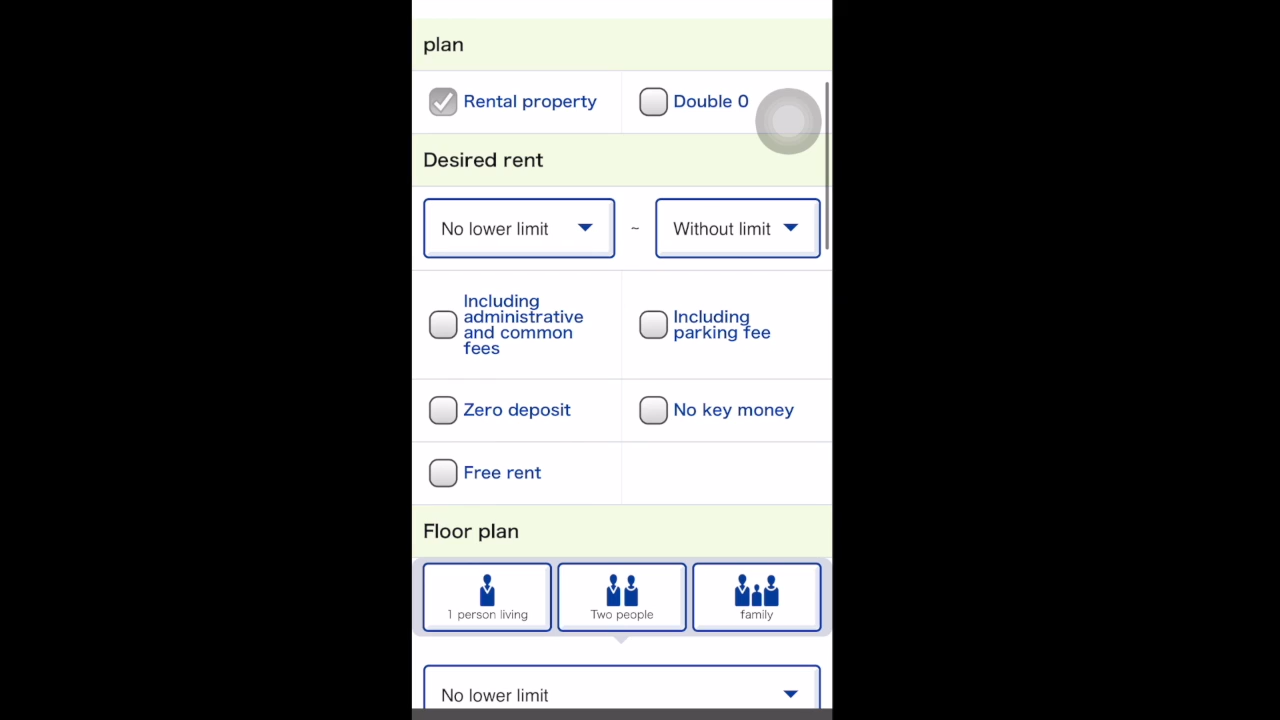 plan
Rental property
Double 0
Desired rent
No lower limit
~
Without limit
Including
administrative
and common
fees
Including
parking fee
Zero deposit
No key money
Free rent
Floor plan
1 person living
Two people
family
No lower limit